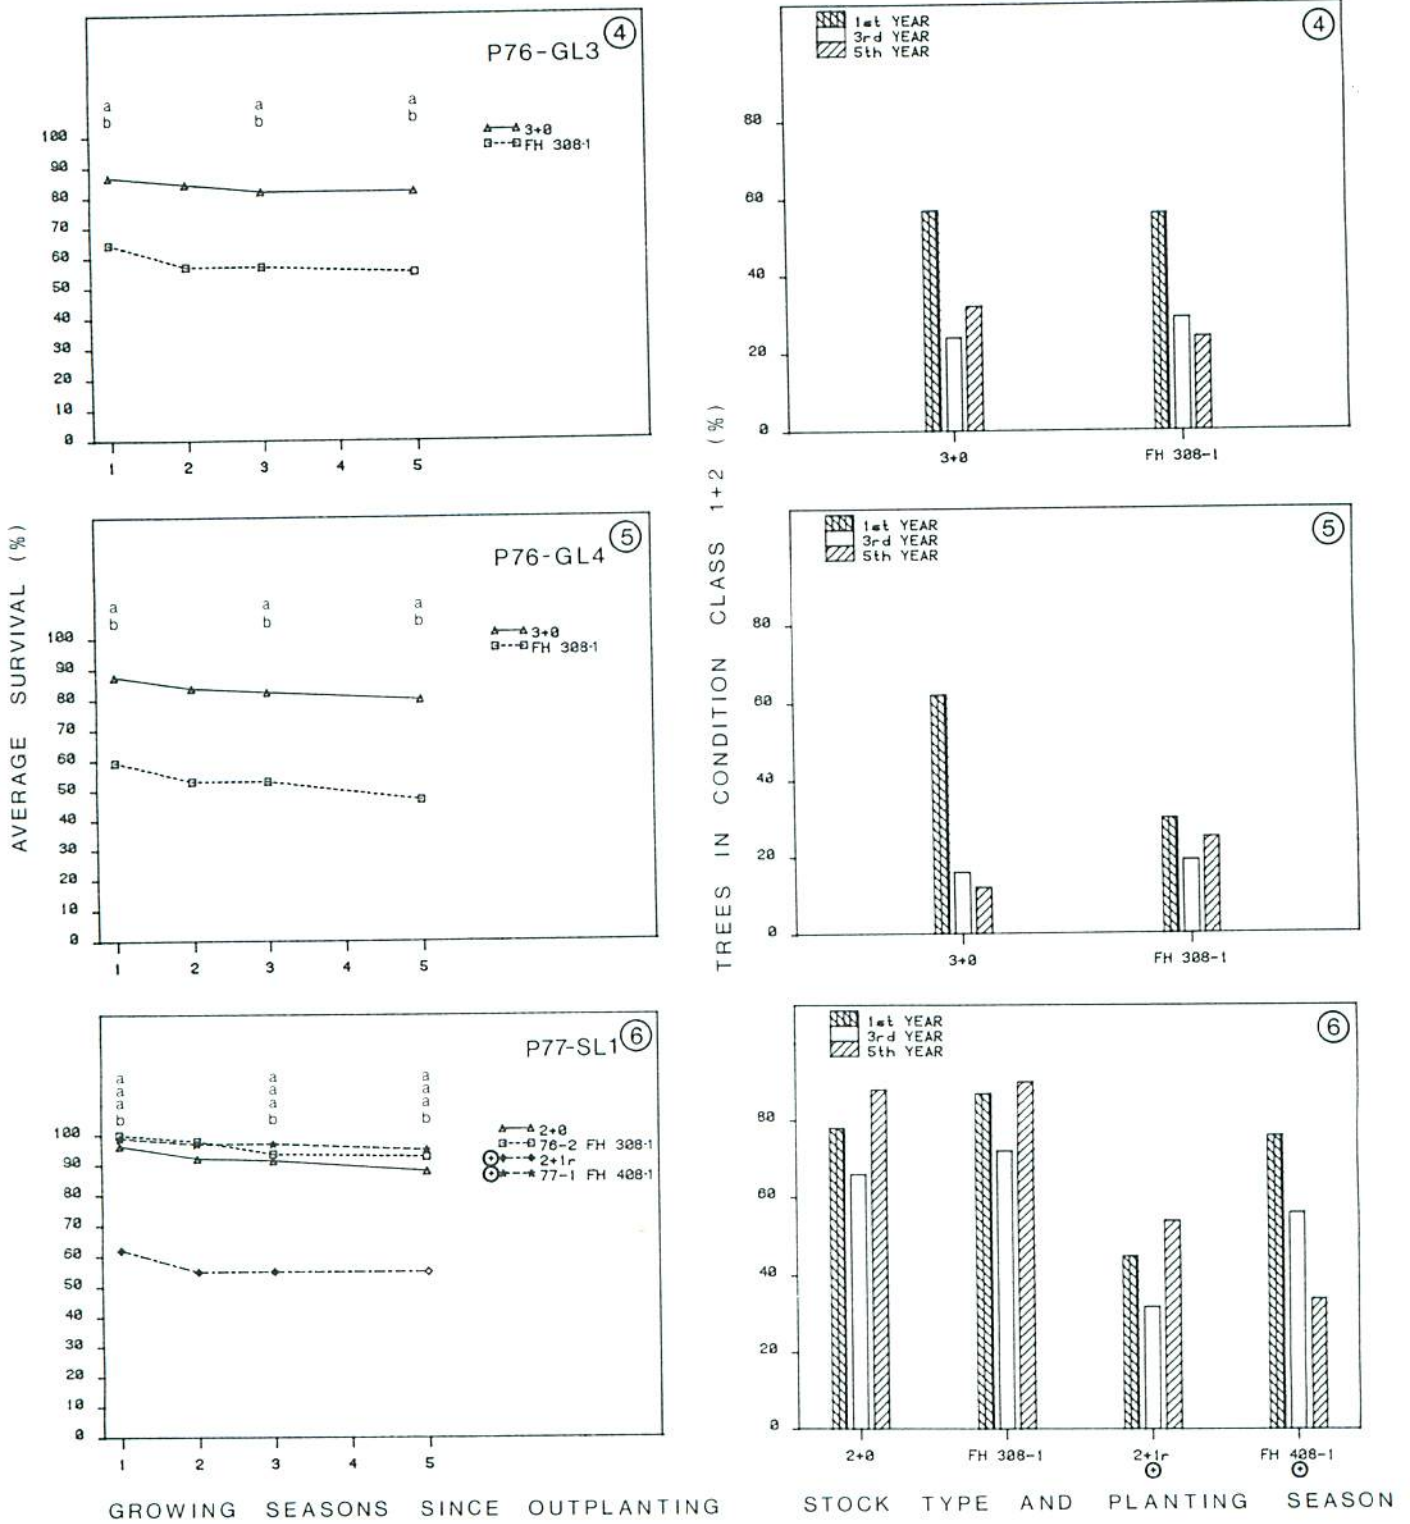 AVERAGE SURVIVAL (%)
P76-GL3
4
a a a
b b b
3+0
FH 308-1
100
90
80
70
60
50
40
30
20
10
0
1 2 3 4 5
P76-GL4
5
a a a
b b b
3+0
FH 308-1
100
90
80
70
60
50
40
30
20
10
0
1 2 3 4 5
P77-SL1
6
a a a
a a a
a a a
b b b
2+0
76-2 FH 308-1
2+1r
77-1 FH 408-1
100
90
80
70
60
50
40
30
20
10
0
1 2 3 4 5
GROWING SEASONS SINCE OUTPLANTING
TREES IN CONDITION CLASS 1+2 (%)
1st YEAR
3rd YEAR
5th YEAR
4
80
60
40
20
0
3+0 FH 308-1
1st YEAR
3rd YEAR
5th YEAR
5
80
60
40
20
0
3+0 FH 308-1
1st YEAR
3rd YEAR
5th YEAR
6
80
60
40
20
0
2+0 FH 308-1 2+1r FH 408-1
STOCK TYPE AND PLANTING SEASON